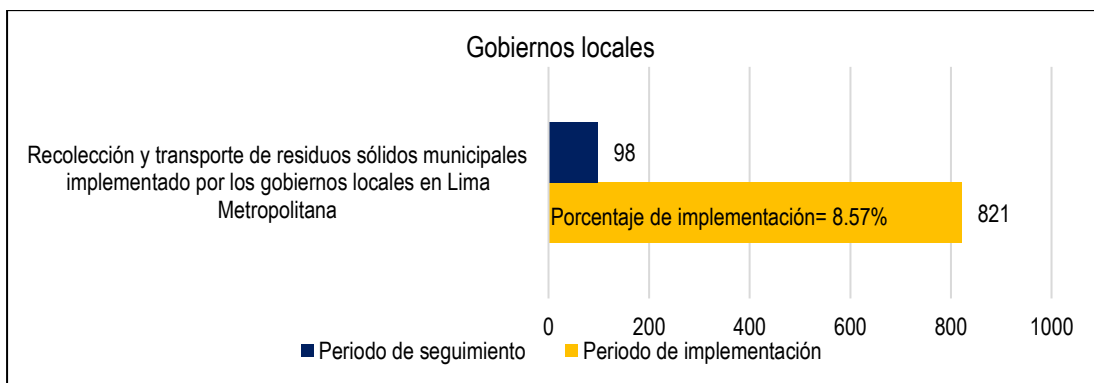 Gobiernos locales
Recolección y transporte de residuos sólidos municipales
implementado por los gobiernos locales en Lima
Metropolitana
98
Porcentaje de implementación= 8.57%
821
0 200 400 600 800 1000
Periodo de seguimiento Periodo de implementación